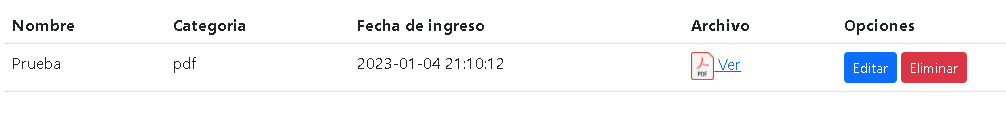 Nombre Categoria Fecha de ingreso Archivo Opciones
Prueba pdf 2023-01-04 21:10:12 PDF Ver Editar Eliminar